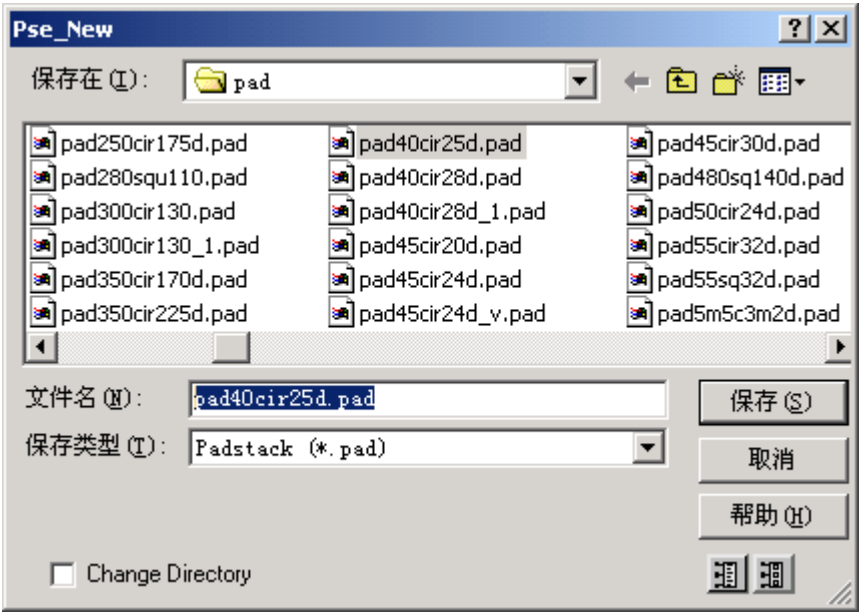 Pse_New
保存在(I):
pad
pad250cir175d.pad
pad280squ110.pad
pad300cir130.pad
pad300cir130_1.pad
pad350cir170d.pad
pad350cir225d.pad
pad40cir25d.pad
pad40cir28d.pad
pad40cir28d_1.pad
pad45cir20d.pad
pad45cir24d.pad
pad45cir24d_v.pad
pad45cir30d.pad
pad480sq140d.pad
pad50cir24d.pad
pad55cir32d.pad
pad55sq32d.pad
pad5m5c3m2d.pad
文件名(N): pad40cir25d.pad
保存(S)
保存类型(T): Padstack (*.pad)
取消
帮助(H)
Change Directory